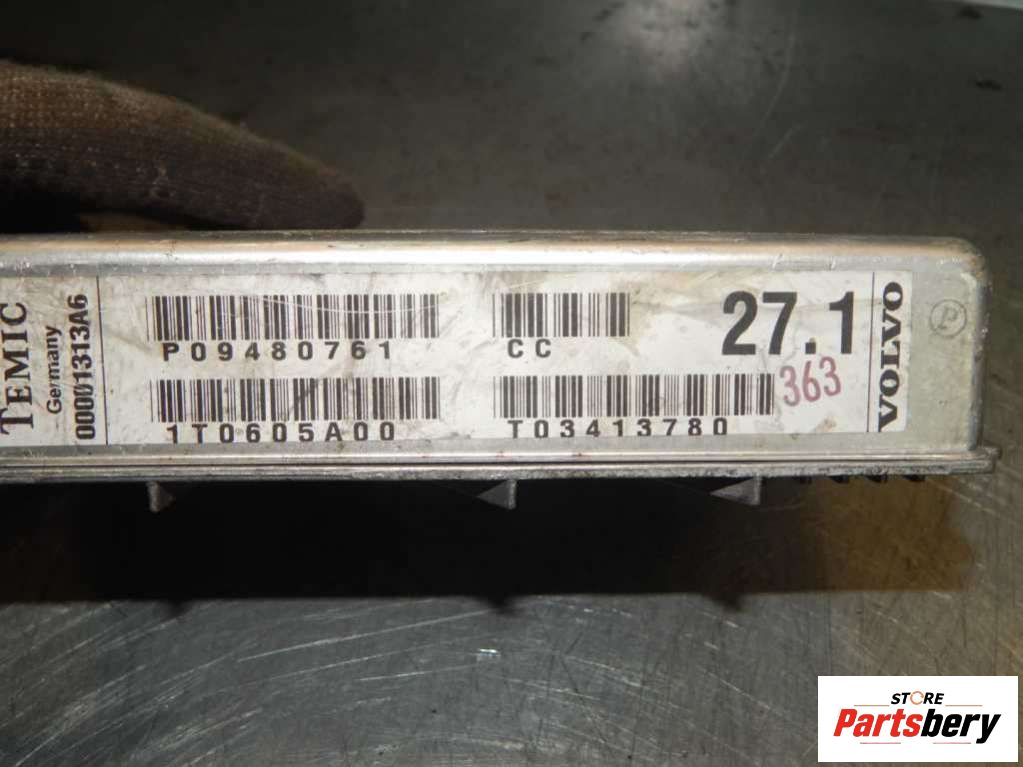 TEMIC
Germany
00001313A6
P09480761
CC
27.1
1T0605A00
T03413780
363
VOLVO
P
STORE
Partsbery